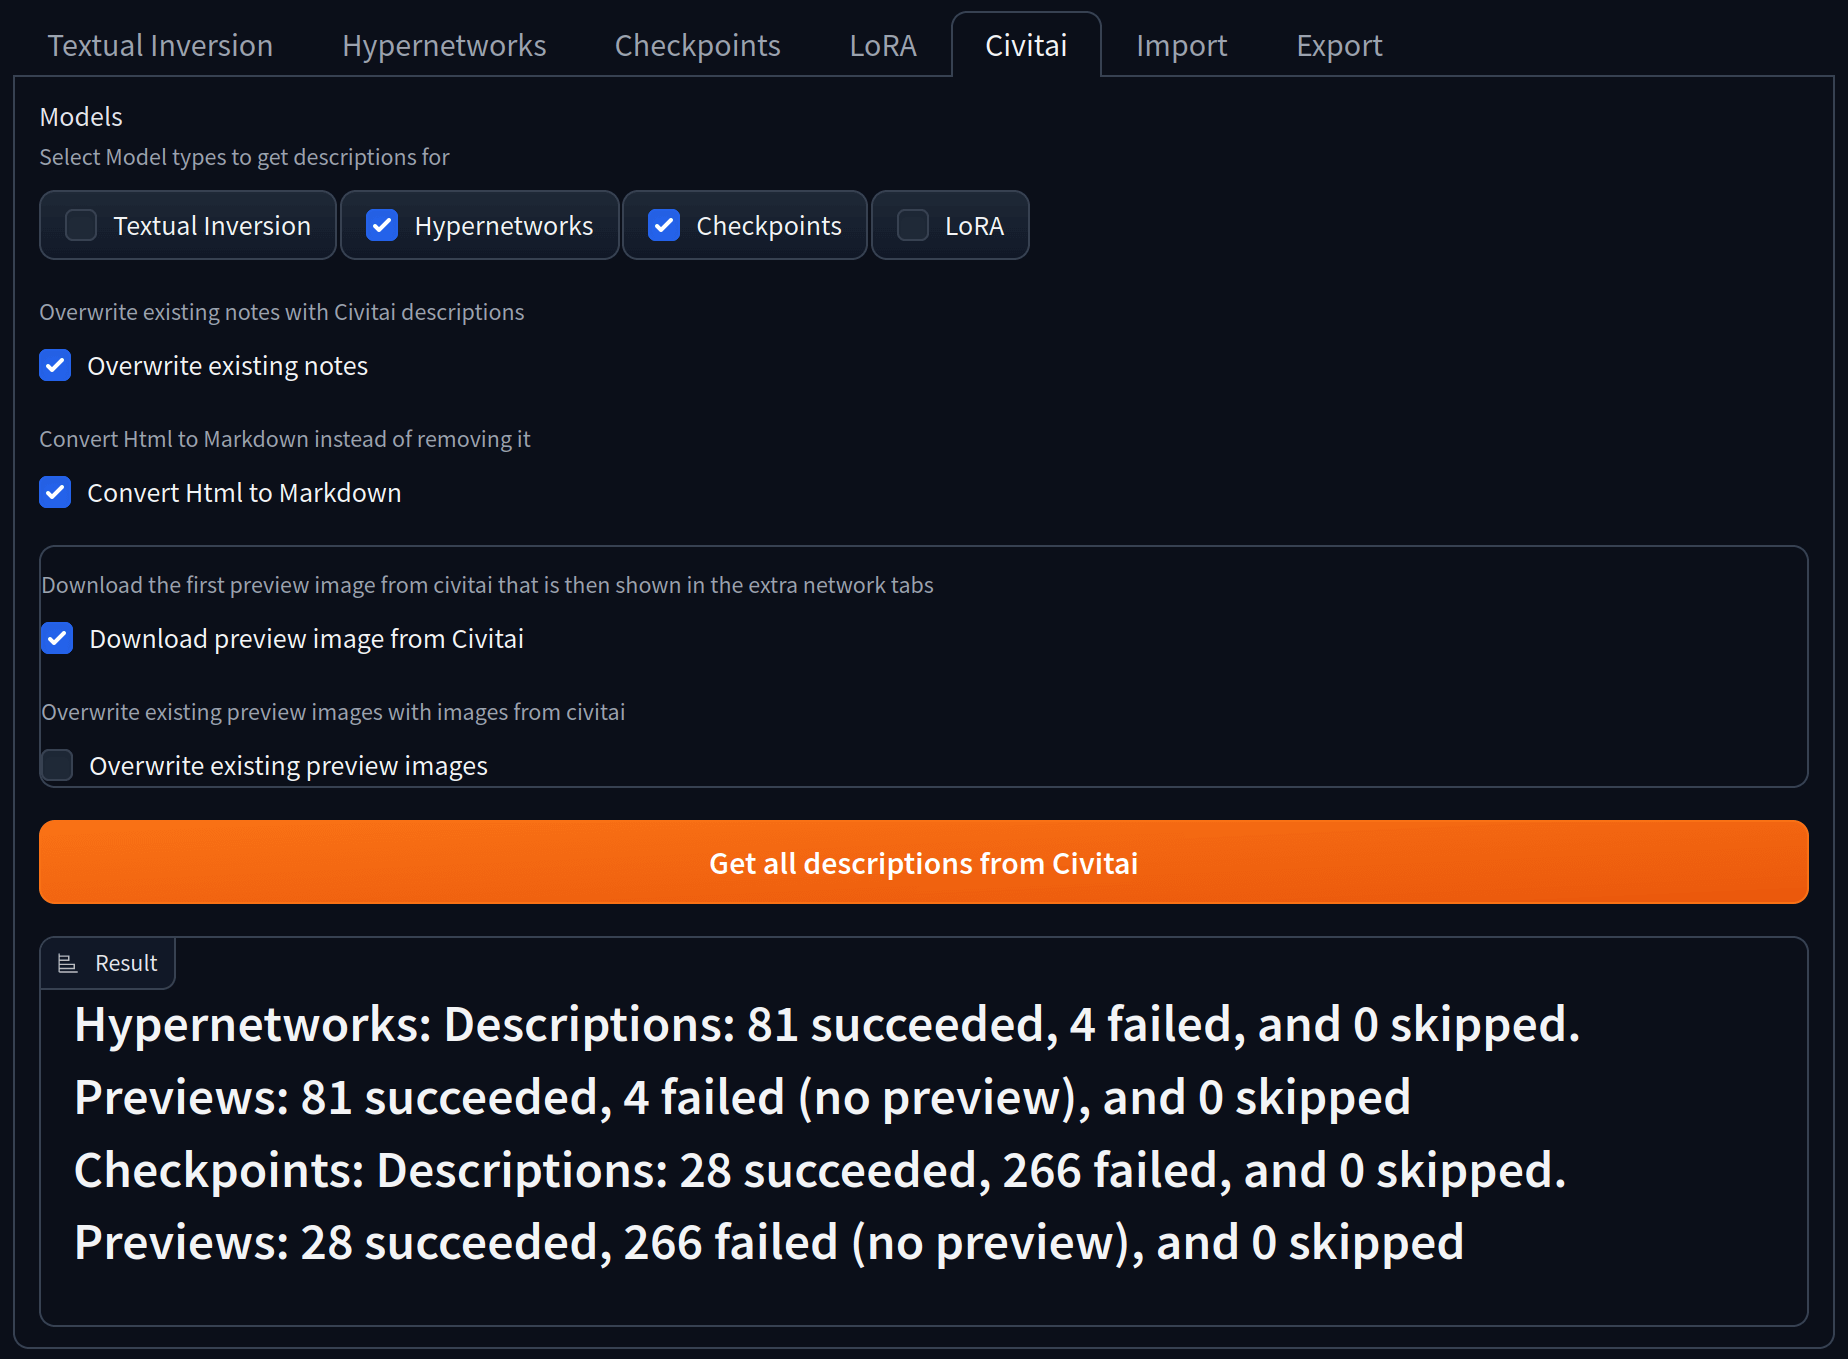 Textual Inversion Hypernetworks Checkpoints LoRA Civitai Import Export
Models
Select Model types to get descriptions for
Textual Inversion Hypernetworks Checkpoints LoRA
Overwrite existing notes with Civitai descriptions
Overwrite existing notes
Convert Html to Markdown instead of removing it
Convert Html to Markdown
Download the first preview image from civitai that is then shown in the extra network tabs
Download preview image from Civitai
Overwrite existing preview images with images from civitai
Overwrite existing preview images
Get all descriptions from Civitai
Result
Hypernetworks: Descriptions: 81 succeeded, 4 failed, and 0 skipped.
Previews: 81 succeeded, 4 failed (no preview), and 0 skipped
Checkpoints: Descriptions: 28 succeeded, 266 failed, and 0 skipped.
Previews: 28 succeeded, 266 failed (no preview), and 0 skipped